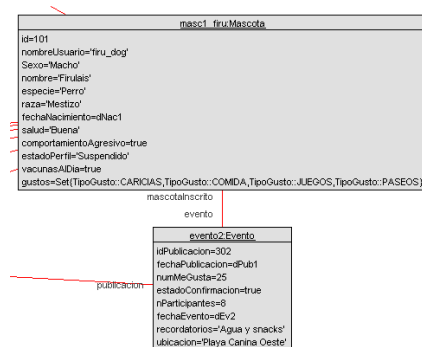 masc1_firu:Mascota
id=101
nombreUsuario='firu_dog'
Sexo='Macho'
nombre='Firulais'
especie='Perro'
raza='Mestizo'
fechaNacimiento=dNac1
salud='Buena'
comportamientoAgresivo=true
estadoPerfil='Suspendido'
vacunasAlDia=true
gustos=Set{TipoGusto::CARICIAS,TipoGusto::COMIDA,TipoGusto::JUEGOS,TipoGusto::PASEOS}
mascotaInscrito
evento
evento2:Evento
idPublicacion=302
fechaPublicacion=dPub1
numMeGusta=25
publicacion
estadoConfirmacion=true
nParticipantes=8
fechaEvento=dEv2
recordatorios='Agua y snacks'
ubicacion='Playa Canina Oeste'